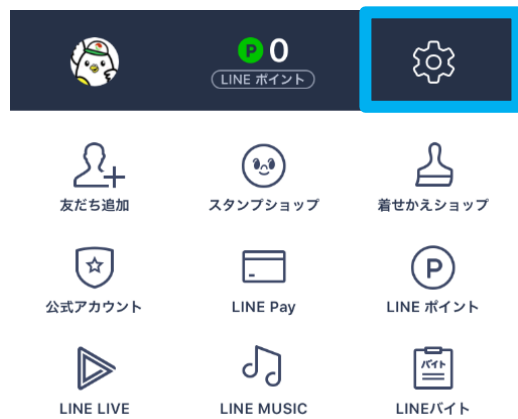 P 0
LINE ポイント
友だち追加
スタンプショップ
着せかえショップ
P
公式アカウント
LINE Pay
LINE ポイント
バイト
LINE LIVE
LINE MUSIC
LINEバイト